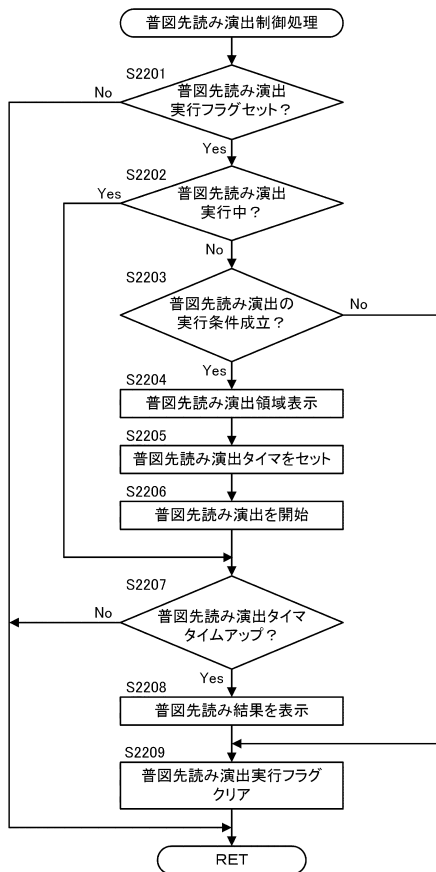 普図先読み演出制御処理
S2201
No
普図先読み演出
実行フラグセット?
Yes
S2202
Yes
普図先読み演出
実行中?
No
S2203
普図先読み演出の
実行条件成立?
No
Yes
S2204
普図先読み演出領域表示
S2205
普図先読み演出タイマをセット
S2206
普図先読み演出を開始
S2207
No
普図先読み演出タイマ
タイムアップ?
Yes
S2208
普図先読み結果を表示
S2209
普図先読み演出実行フラグ
クリア
RET